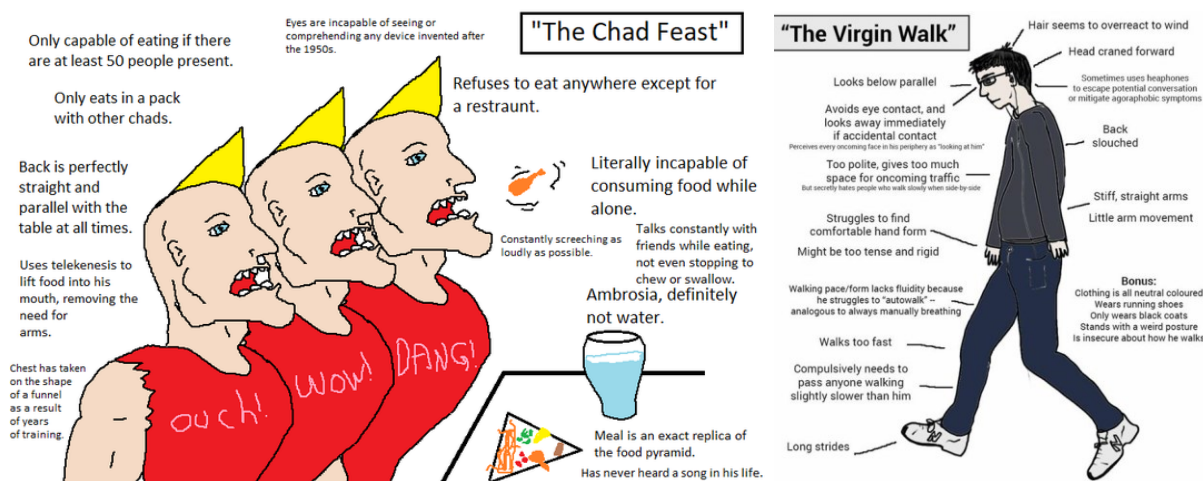 Only capable of eating if there
are at least 50 people present.
Eyes are incapable of seeing or
comprehending any device invented after
the 1950s.
"The Chad Feast"
Only eats in a pack
with other chads.
Refuses to eat anywhere except for
a restraunt.
Back is perfectly
straight and
parallel with the
table at all times.
Literally incapable of
consuming food while
alone.
Constantly screeching as
loudly as possible.
Talks constantly with
friends while eating,
not even stopping to
chew or swallow.
Uses telekenesis to
lift food into his
mouth, removing the
need for
arms.
Ambrosia, definitely
not water.
Chest has taken
on the shape
of a funnel
as a result
of years
of training.
OUCH!
WOW!
DANG!
Meal is an exact replica of
the food pyramid.
Has never heard a song in his life.
“The Virgin Walk”
Hair seems to overreact to wind
Head craned forward
Looks below parallel
Sometimes uses heaphones
to escape potential conversation
or mitigate agoraphobic symptoms
Avoids eye contact, and
looks away immediately
if accidental contact
Perceives every oncoming face in his periphery as "looking at him"
Back
slouched
Too polite, gives too much
space for oncoming traffic
But secretly hates people who walk slowly when side-by-side
Stiff, straight arms
Little arm movement
Struggles to find
comfortable hand form
Might be too tense and rigid
Walking pace/form lacks fluidity because
he struggles to "autowalk" --
analogous to always manually breathing
Bonus:
Clothing is all neutral coloured
Wears running shoes
Only wears black coats
Stands with a weird posture
Is insecure about how he walks
Walks too fast
Compulsively needs to
pass anyone walking
slightly slower than him
Long strides